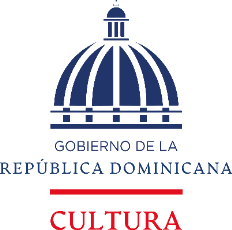 GOBIERNO DE LA
REPÚBLICA DOMINICANA
CULTURA